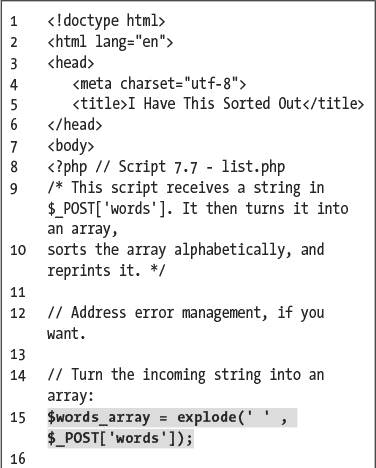 1 <!doctype html>
2 <html lang="en">
3 <head>
4 <meta charset="utf-8">
5 <title>I Have This Sorted Out</title>
6 </head>
7 <body>
8 <?php // Script 7.7 - list.php
9 /* This script receives a string in
$_POST['words']. It then turns it into
an array,
10 sorts the array alphabetically, and
reprints it. */
11
12 // Address error management, if you
want.
13
14 // Turn the incoming string into an
array:
15 $words_array = explode(' ' ,
$_POST['words']);
16